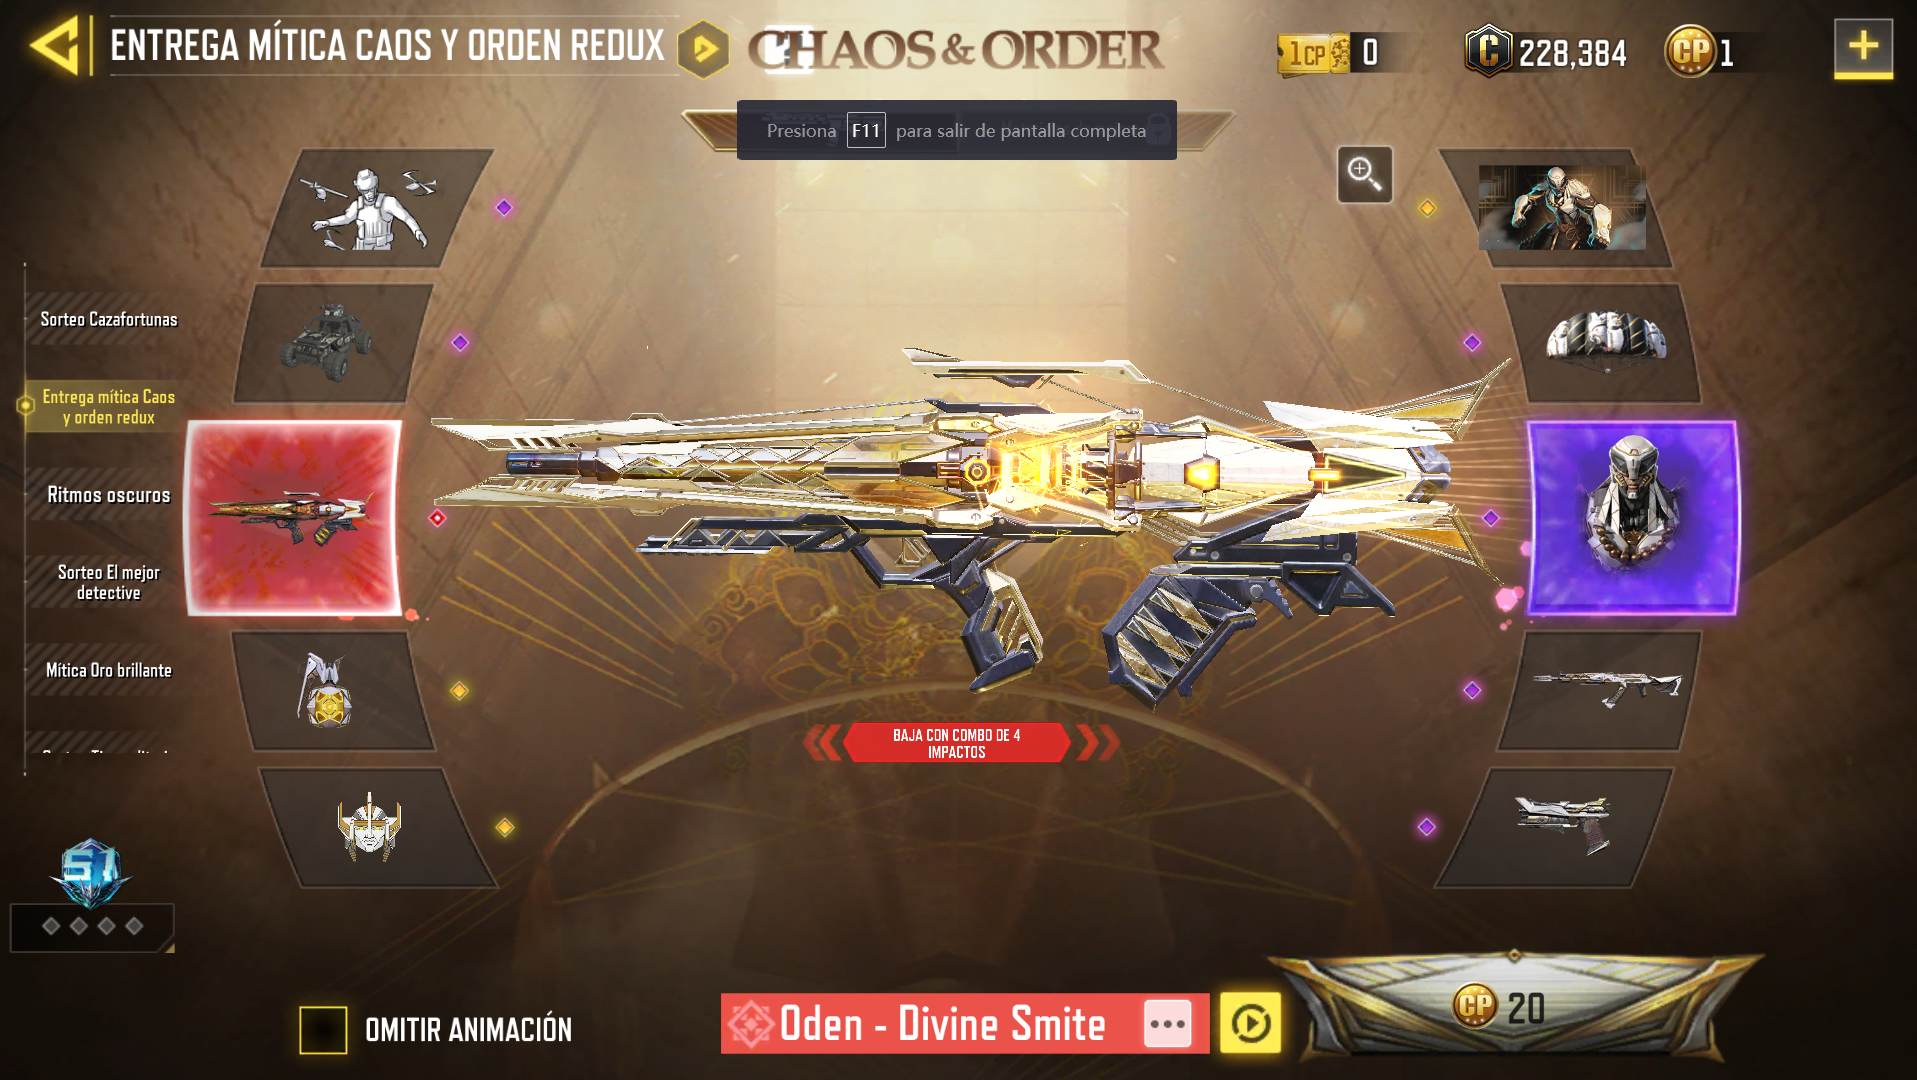 ENTREGA MÍTICA CAOS Y ORDEN REDUX
CHAOS & ORDER
1CP 0
C 228,384
CP 1
Presiona F11 para salir de pantalla completa
Sorteo Cazafortunas
Entrega mítica Caos
y orden redux
Ritmos oscuros
Sorteo El mejor
detective
Mítica Oro brillante
BAJA CON COMBO DE 4
IMPACTOS
51
OMITIR ANIMACIÓN
Oden - Divine Smite
CP 20